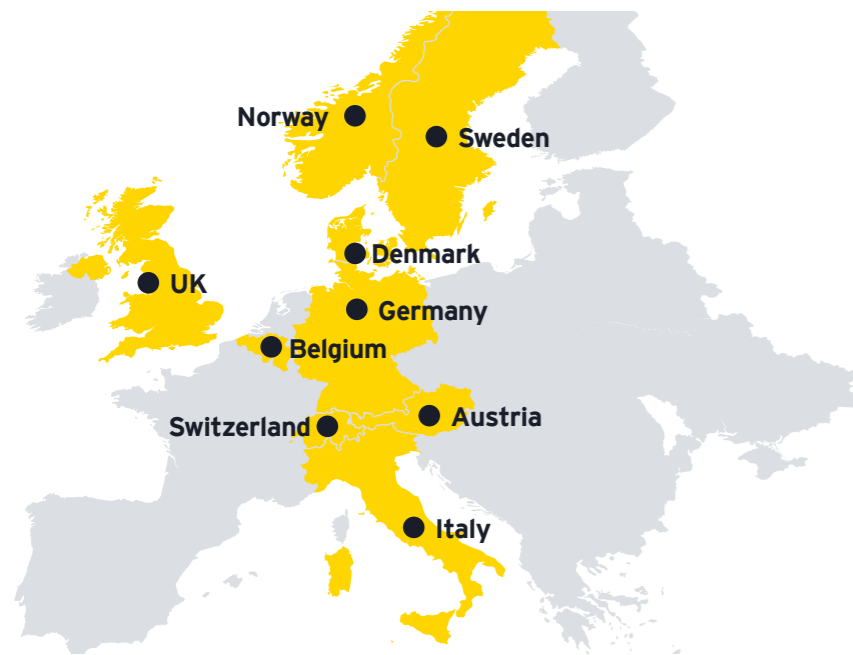 Norway
Sweden
Denmark
UK
Germany
Belgium
Austria
Switzerland
Italy